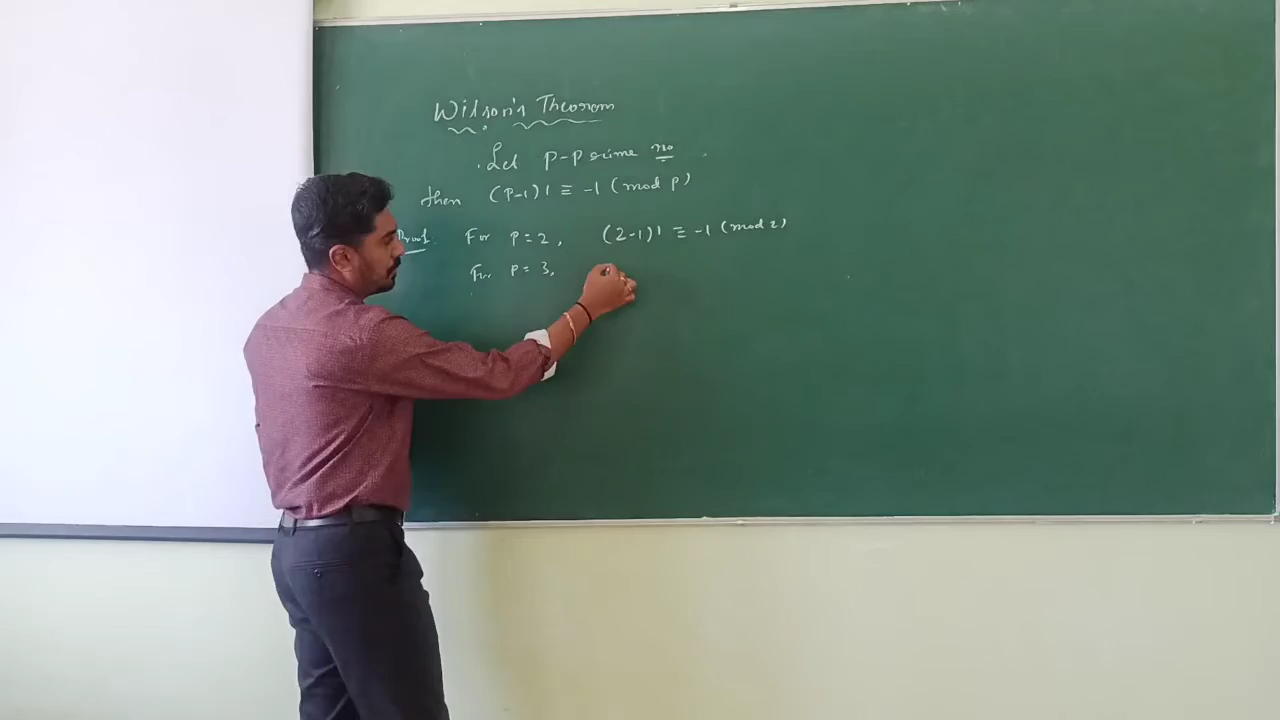 Wilson's Theorem
Let p-prime no
then (P-1)! ≡ -1 (mod p)
Proof. For p=2, (2-1)! ≡ -1 (mod 2)
For p=3,